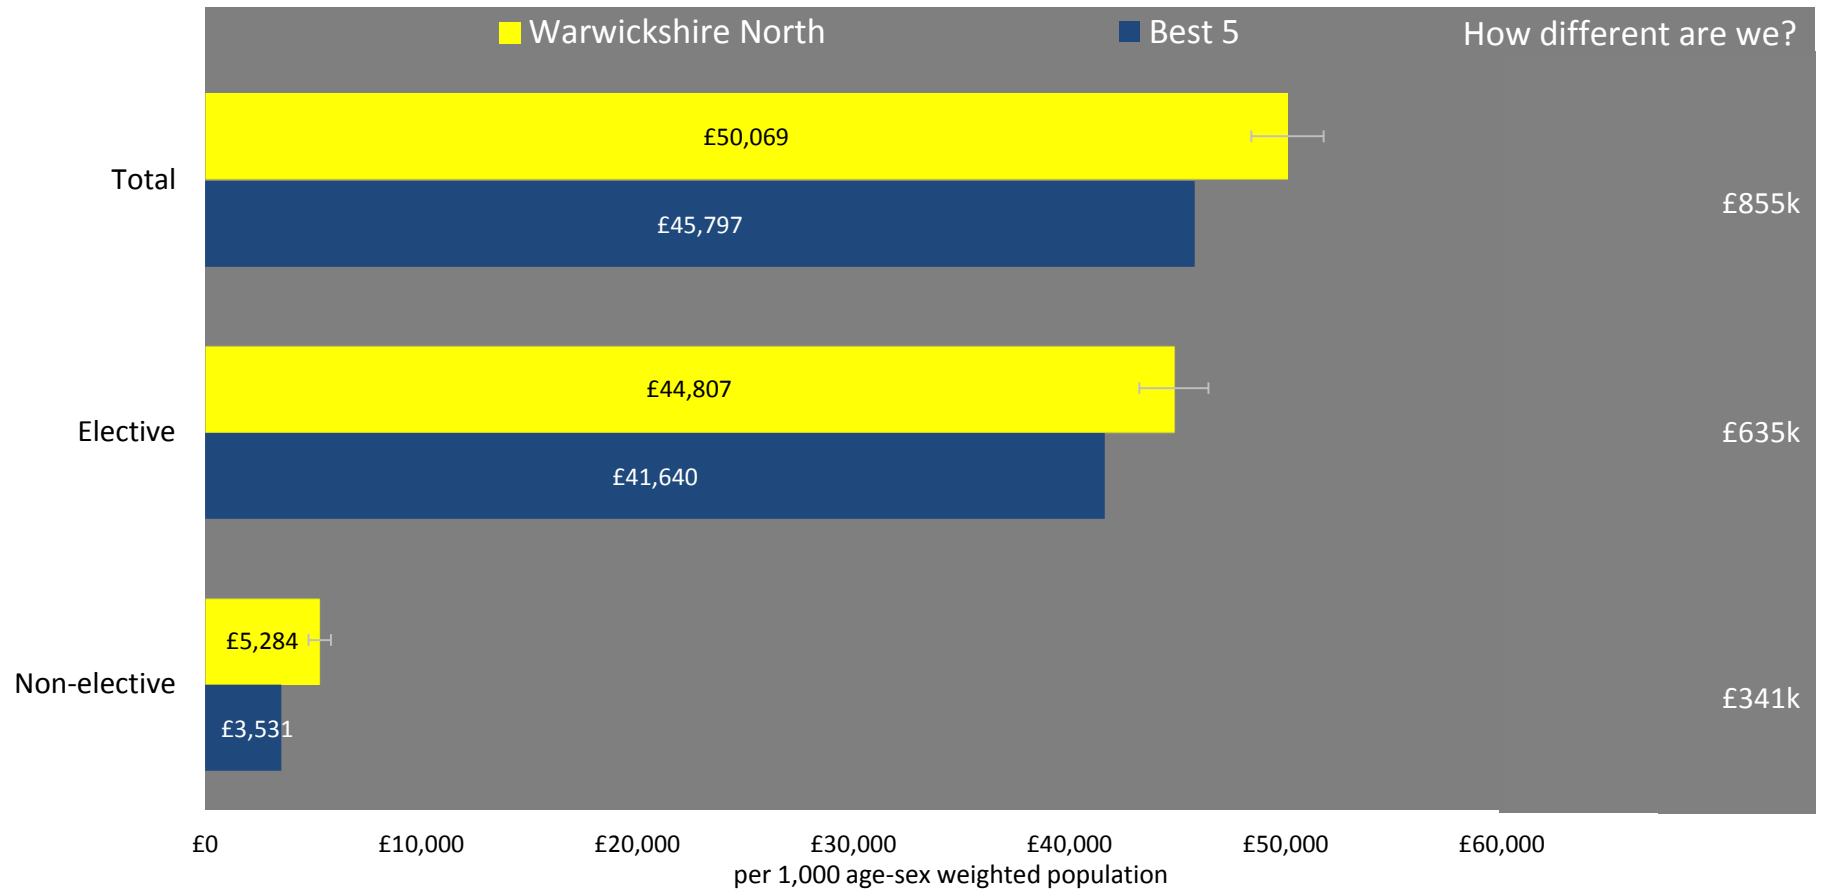 Warwickshire North
Best 5
How different are we?
Total
£50,069
£45,797
£855k
Elective
£44,807
£41,640
£635k
Non-elective
£5,284
£3,531
£341k
£0 £10,000 £20,000 £30,000 £40,000 £50,000 £60,000
per 1,000 age-sex weighted population